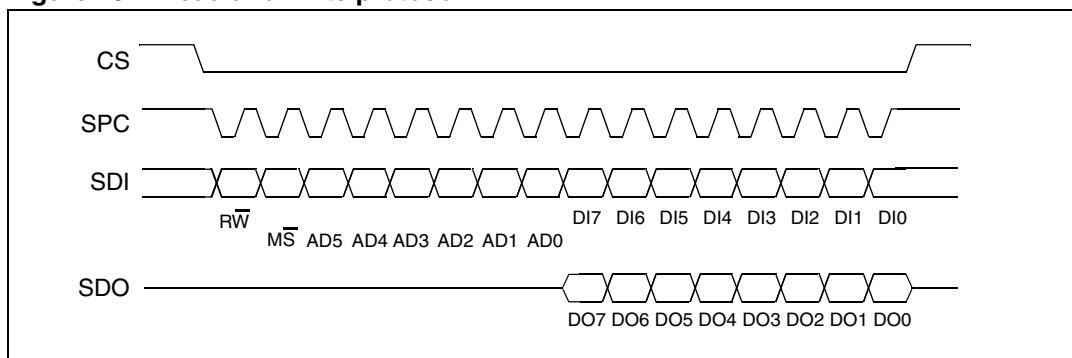 CS
SPC
SDI
RW̅ DI7 DI6 DI5 DI4 DI3 DI2 DI1 DI0
MS̅ AD5 AD4 AD3 AD2 AD1 AD0
SDO
DO7 DO6 DO5 DO4 DO3 DO2 DO1 DO0